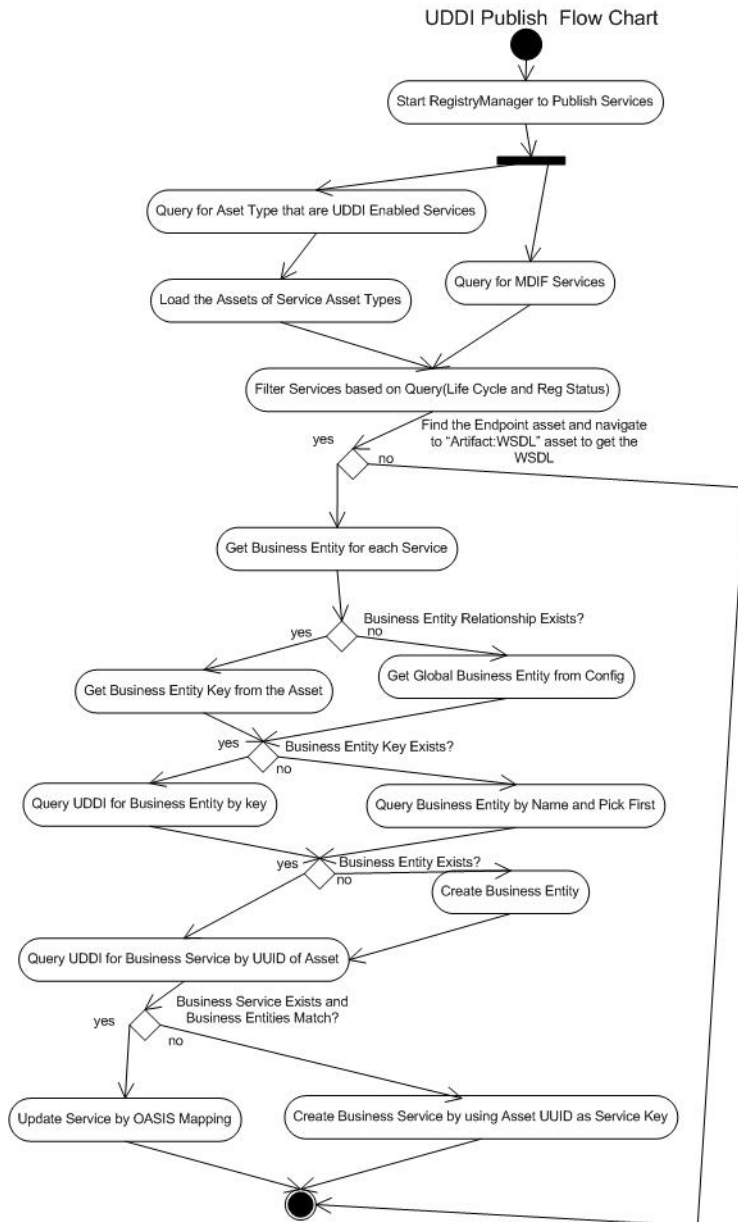 UDDI Publish  Flow Chart
Start RegistryManager to Publish Services
Query for Aset Type that are UDDI Enabled Services
Query for MDIF Services
Load the Assets of Service Asset Types
Filter Services based on Query(Life Cycle and Reg Status)
Find the Endpoint asset and navigate
to "Artifact:WSDL" asset to get the
WSDL
yes
no
Get Business Entity for each Service
Business Entity Relationship Exists?
yes
no
Get Business Entity Key from the Asset
Get Global Business Entity from Config
yes
Business Entity Key Exists?
no
Query UDDI for Business Entity by key
Query Business Entity by Name and Pick First
yes
Business Entity Exists?
no
Create Business Entity
Query UDDI for Business Service by UUID of Asset
Business Service Exists and
Business Entities Match?
yes
no
Update Service by OASIS Mapping
Create Business Service by using Asset UUID as Service Key